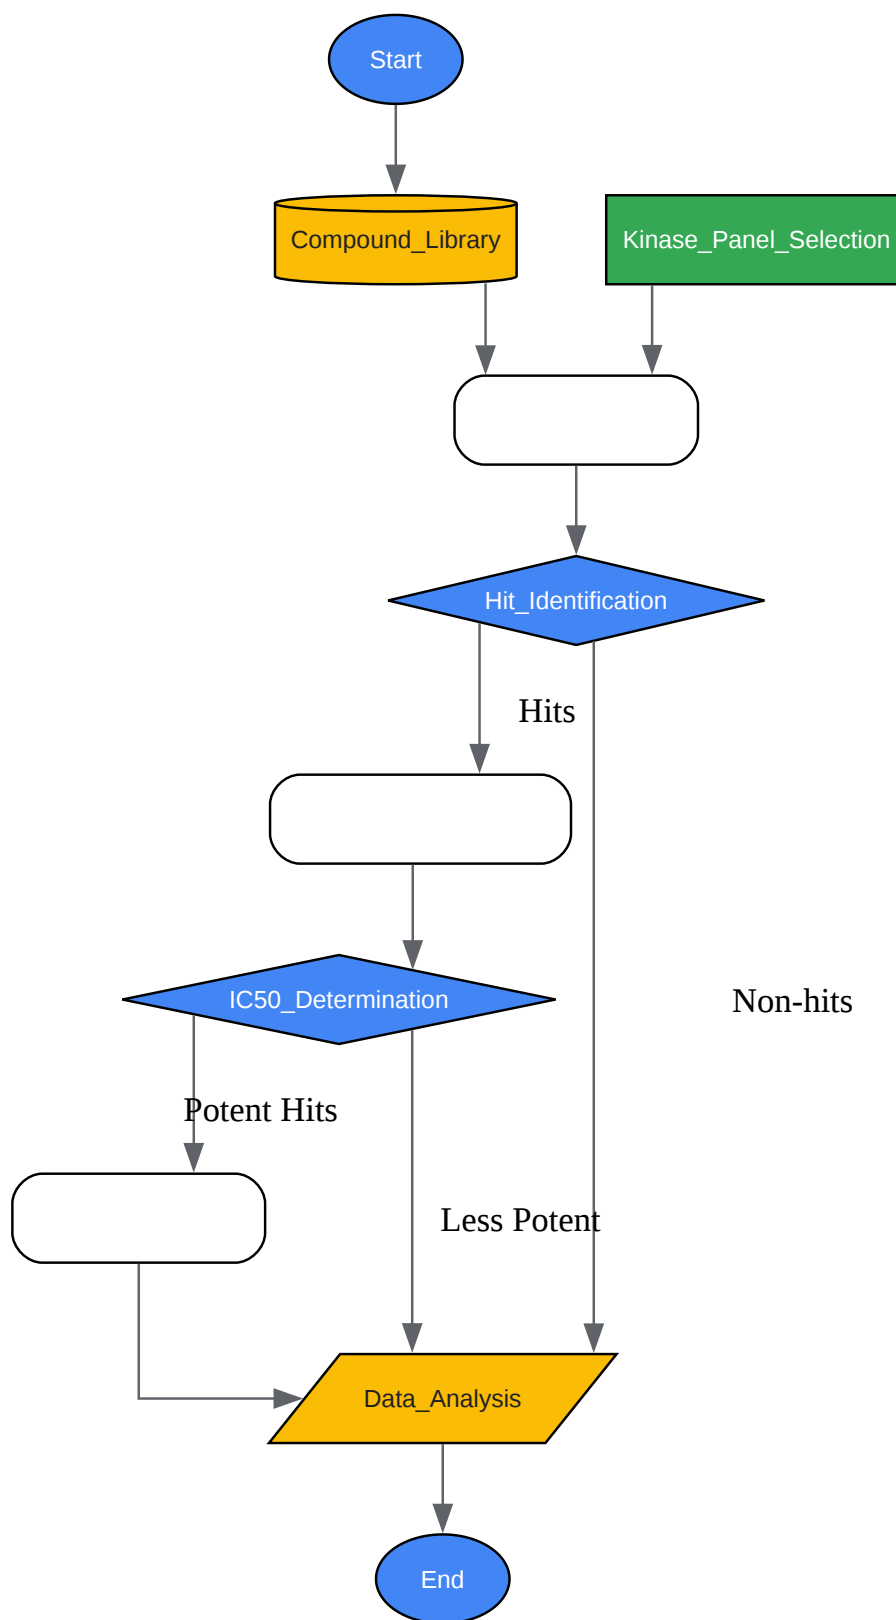 Start
Compound_Library
Kinase_Panel_Selection
Hit_Identification
Hits
IC50_Determination
Non-hits
Potent Hits
Less Potent
Data_Analysis
End